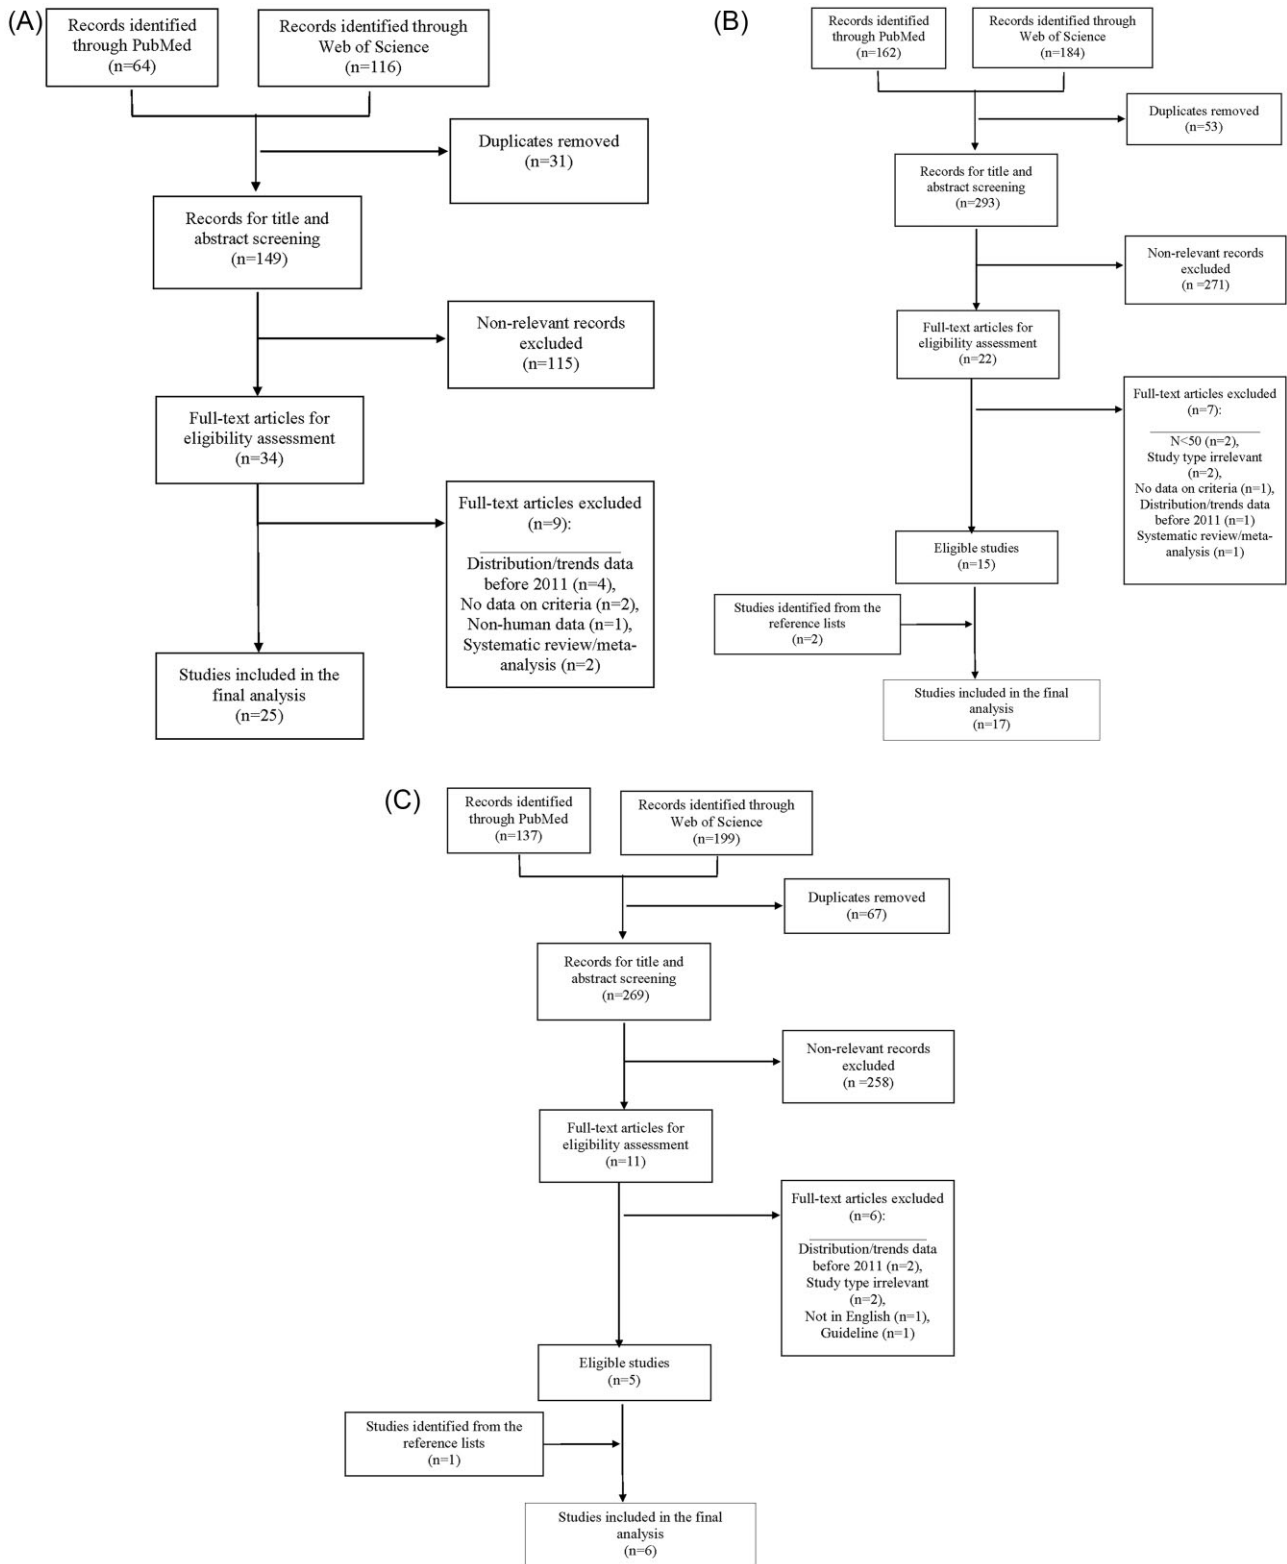 (A)
Records identified
through PubMed
(n=64)
Records identified through
Web of Science
(n=116)
Duplicates removed
(n=31)
Records for title and
abstract screening
(n=149)
Non-relevant records
excluded
(n=115)
Full-text articles for
eligibility assessment
(n=34)
Full-text articles excluded
(n=9):
Distribution/trends data
before 2011 (n=4),
No data on criteria (n=2),
Non-human data (n=1),
Systematic review/meta-
analysis (n=2)
Studies included in the
final analysis
(n=25)
(B)
Records identified
through PubMed
(n=162)
Records identified through
Web of Science
(n=184)
Duplicates removed
(n=53)
Records for title and
abstract screening
(n=293)
Non-relevant records
excluded
(n =271)
Full-text articles for
eligibility assessment
(n=22)
Full-text articles excluded
(n=7):
N<50 (n=2),
Study type irrelevant
(n=2),
No data on criteria (n=1),
Distribution/trends data
before 2011 (n=1)
Systematic review/meta-
analysis (n=1)
Eligible studies
(n=15)
Studies identified from the
reference lists
(n=2)
Studies included in the final
analysis
(n=17)
(C)
Records identified
through PubMed
(n=137)
Records identified through
Web of Science
(n=199)
Duplicates removed
(n=67)
Records for title and
abstract screening
(n=269)
Non-relevant records
excluded
(n =258)
Full-text articles for
eligibility assessment
(n=11)
Full-text articles excluded
(n=6):
Distribution/trends data
before 2011 (n=2),
Study type irrelevant
(n=2),
Not in English (n=1),
Guideline (n=1)
Eligible studies
(n=5)
Studies identified from the
reference lists
(n=1)
Studies included in the final
analysis
(n=6)